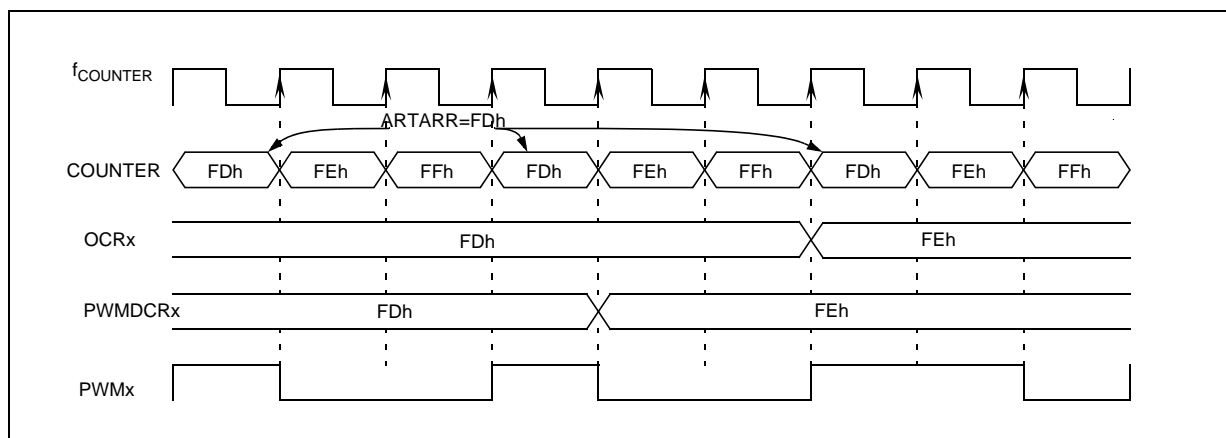 fCOUNTER
ARTARR=FDh
COUNTER FDh FEh FFh FDh FEh FFh FDh FEh FFh
OCRx FDh FEh
PWMDCRx FDh FEh
PWMx